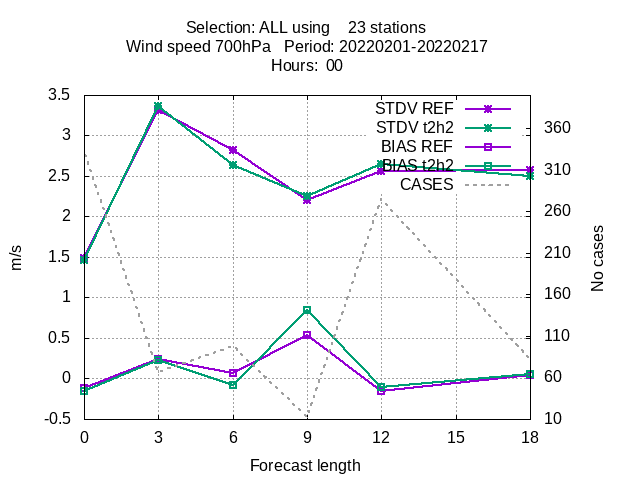 Selection: ALL using    23 stations
Wind speed 700hPa   Period: 20220201-20220217
Hours:  00
3.5
3
2.5
2
1.5
1
0.5
0
-0.5
m/s
STDV REF
STDV t2h2
BIAS REF
BIAS t2h2
CASES
360
310
260
210
160
110
60
10
No cases
0 3 6 9 12 15 18
Forecast length